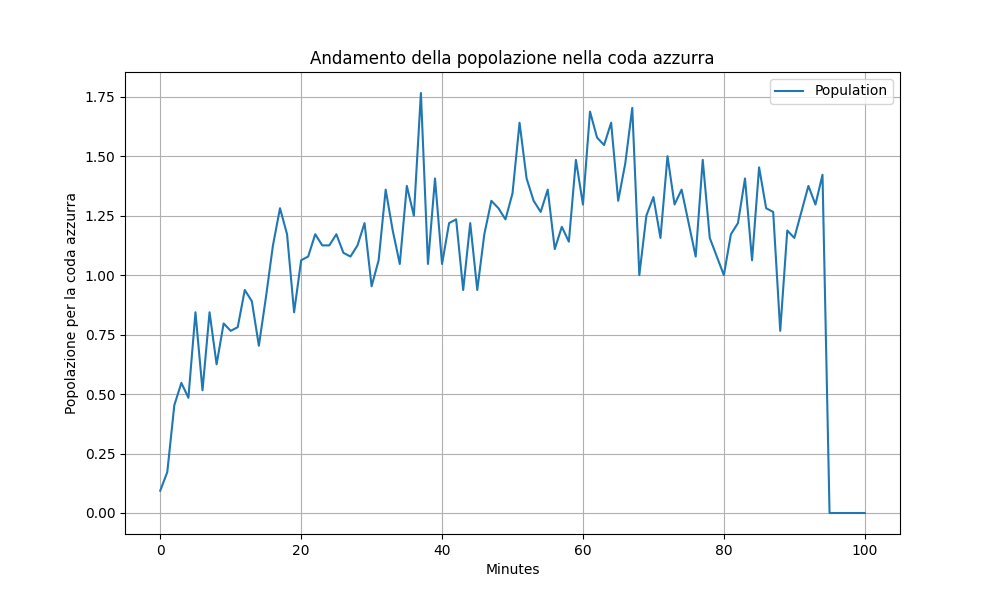 Andamento della popolazione nella coda azzurra
Population
Popolazione per la coda azzurra
1.75
1.50
1.25
1.00
0.75
0.50
0.25
0.00
0 20 40 60 80 100
Minutes